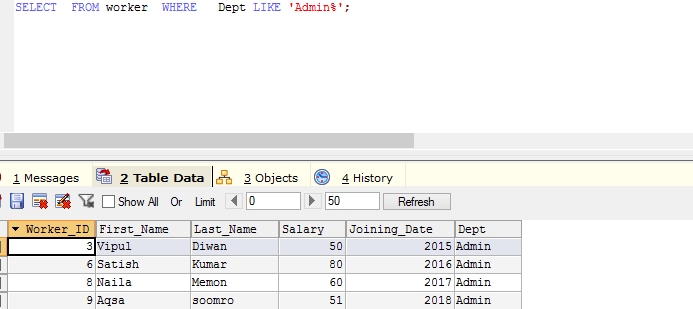 SELECT FROM worker WHERE Dept LIKE 'Admin%';
1 Messages 2 Table Data 3 Objects 4 History
Show All Or Limit 0 50 Refresh
Worker_ID First_Name Last_Name Salary Joining_Date Dept
3 Vipul Diwan 50 2015 Admin
6 Satish Kumar 80 2016 Admin
8 Naila Memon 60 2017 Admin
9 Aqsa soomro 51 2018 Admin